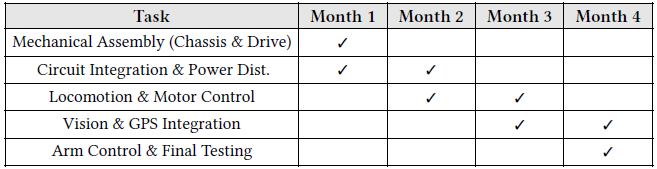 Task Month 1 Month 2 Month 3 Month 4
Mechanical Assembly (Chassis & Drive) ✓
Circuit Integration & Power Dist. ✓ ✓
Locomotion & Motor Control ✓ ✓
Vision & GPS Integration ✓ ✓
Arm Control & Final Testing ✓